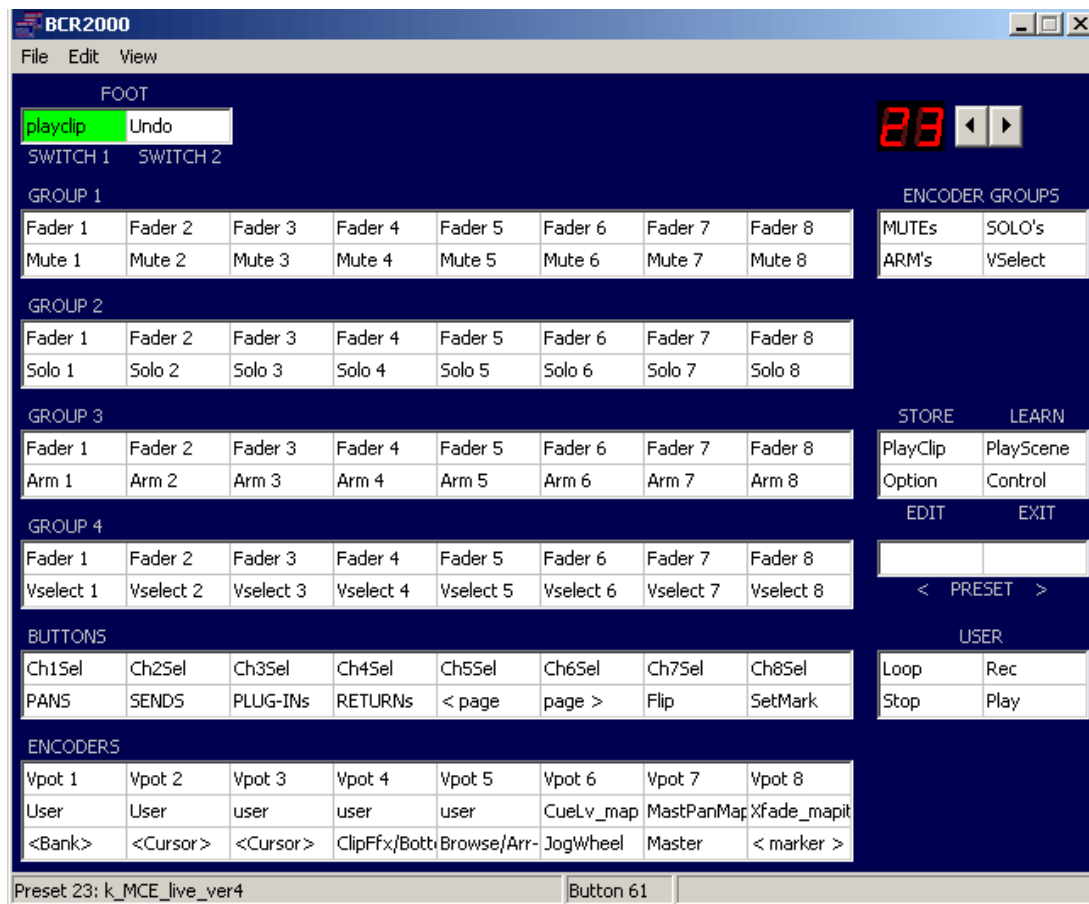 BCR2000
File Edit View
FOOT
playclip Undo
SWITCH 1 SWITCH 2
23
GROUP 1
Fader 1 Fader 2 Fader 3 Fader 4 Fader 5 Fader 6 Fader 7 Fader 8
Mute 1 Mute 2 Mute 3 Mute 4 Mute 5 Mute 6 Mute 7 Mute 8
ENCODER GROUPS
MUTEs SOLO's
ARM's VSelect
GROUP 2
Fader 1 Fader 2 Fader 3 Fader 4 Fader 5 Fader 6 Fader 7 Fader 8
Solo 1 Solo 2 Solo 3 Solo 4 Solo 5 Solo 6 Solo 7 Solo 8
GROUP 3
Fader 1 Fader 2 Fader 3 Fader 4 Fader 5 Fader 6 Fader 7 Fader 8
Arm 1 Arm 2 Arm 3 Arm 4 Arm 5 Arm 6 Arm 7 Arm 8
STORE LEARN
PlayClip PlayScene
Option Control
EDIT EXIT
GROUP 4
Fader 1 Fader 2 Fader 3 Fader 4 Fader 5 Fader 6 Fader 7 Fader 8
Vselect 1 Vselect 2 Vselect 3 Vselect 4 Vselect 5 Vselect 6 Vselect 7 Vselect 8
< PRESET >
BUTTONS
Ch1Sel Ch2Sel Ch3Sel Ch4Sel Ch5Sel Ch6Sel Ch7Sel Ch8Sel
PANS SENDS PLUG-INs RETURNs < page page > Flip SetMark
USER
Loop Rec
Stop Play
ENCODERS
Vpot 1 Vpot 2 Vpot 3 Vpot 4 Vpot 5 Vpot 6 Vpot 7 Vpot 8
User User user user user CueLv_map MastPanMap Xfade_mapit
<Bank> <Cursor> <Cursor> ClipFfx/Bott Browse/Arr- JogWheel Master < marker >
Preset 23: k_MCE_live_ver4 Button 61